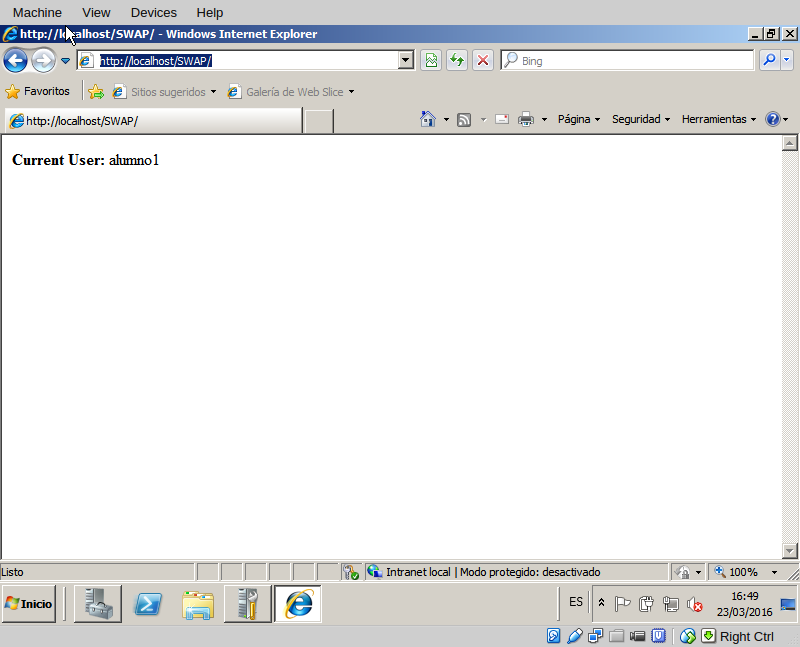 Machine View Devices Help
http://localhost/SWAP/ - Windows Internet Explorer
http://localhost/SWAP/ Bing
Favoritos Sitios sugeridos Galería de Web Slice
http://localhost/SWAP/ Página Seguridad Herramientas
Current User: alumno1
Listo Intranet local | Modo protegido: desactivado 100%
Inicio ES 16:49
23/03/2016
Right Ctrl